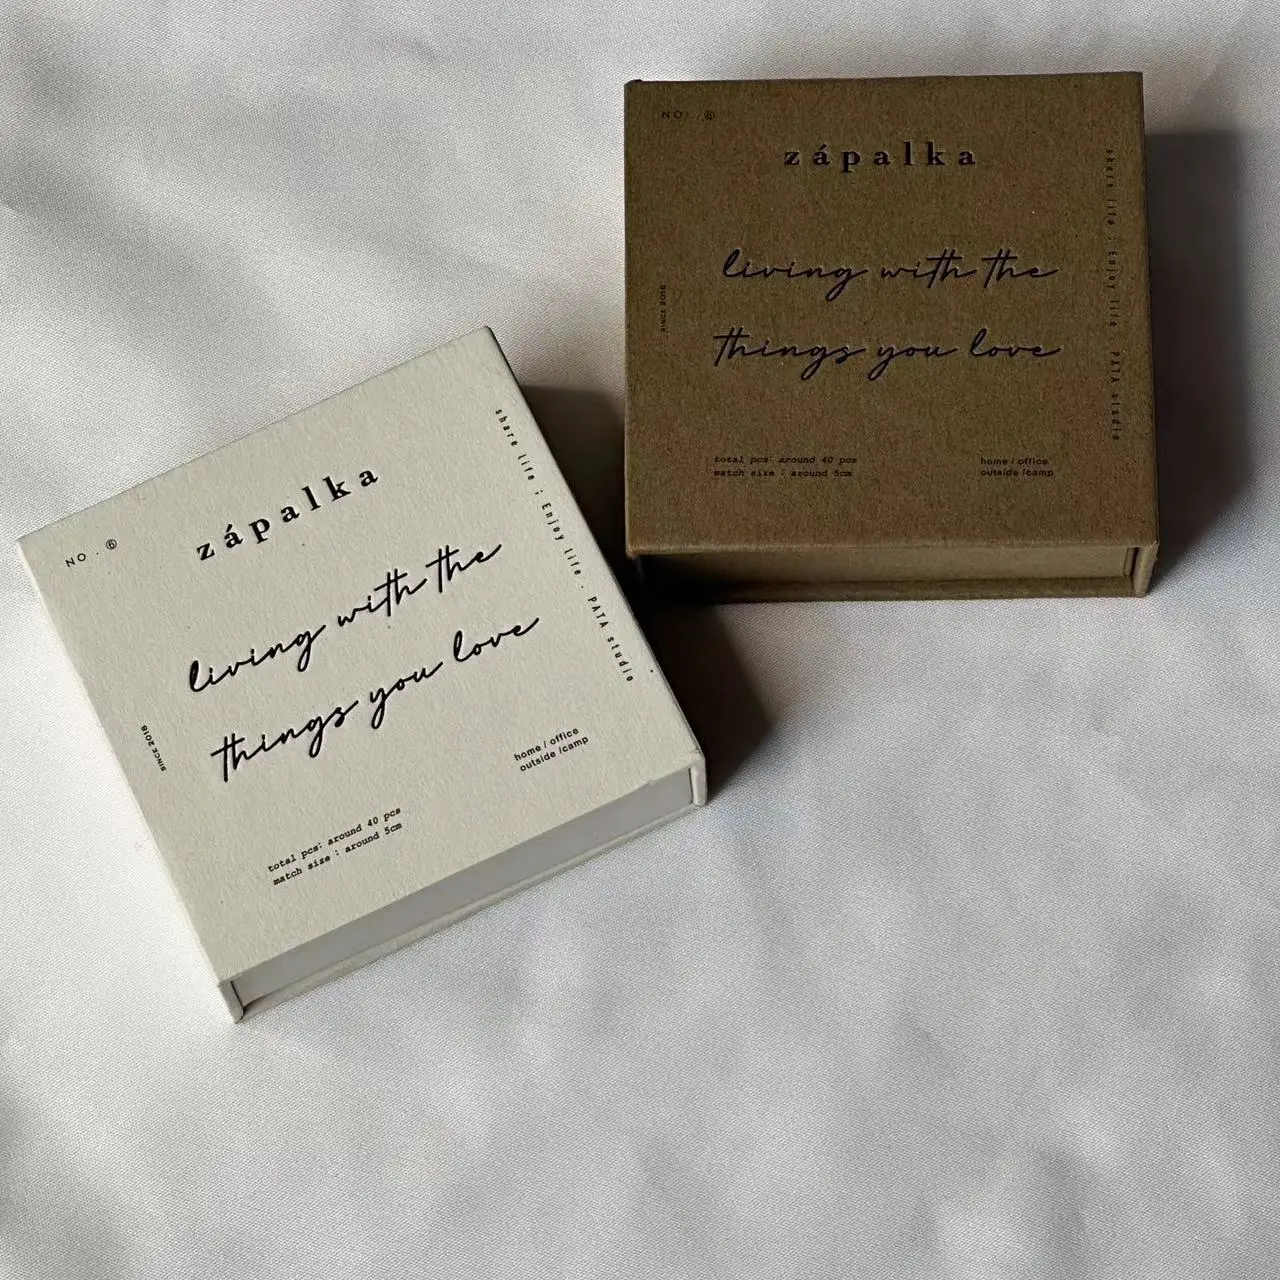 NO. ⑥
zápalka
living with the
things you love
SINCE 2018
share life ; Enjoy life . PATA studio
total pcs: around 40 pcs
match size : around 5cm
home / office
outside /camp
NO. ⑥
zápalka
living with the
things you love
SINCE 2018
share life ; Enjoy life . PATA studio
total pcs: around 40 pcs
match size : around 5cm
home / office
outside /camp